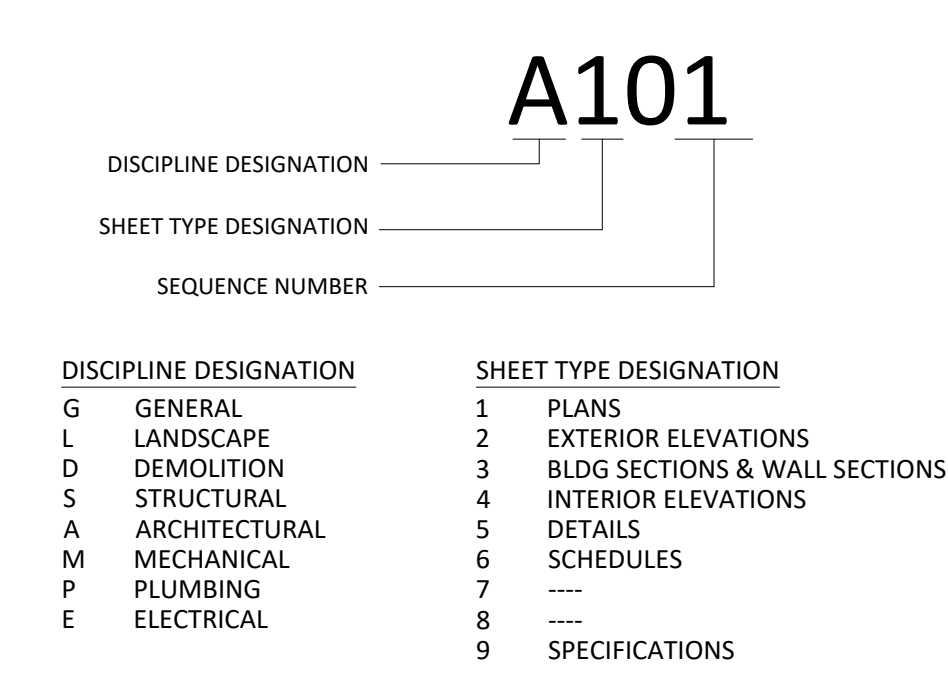 A101
DISCIPLINE DESIGNATION
SHEET TYPE DESIGNATION
SEQUENCE NUMBER
DISCIPLINE DESIGNATION
G GENERAL
L LANDSCAPE
D DEMOLITION
S STRUCTURAL
A ARCHITECTURAL
M MECHANICAL
P PLUMBING
E ELECTRICAL
SHEET TYPE DESIGNATION
1 PLANS
2 EXTERIOR ELEVATIONS
3 BLDG SECTIONS & WALL SECTIONS
4 INTERIOR ELEVATIONS
5 DETAILS
6 SCHEDULES
7 ----
8 ----
9 SPECIFICATIONS